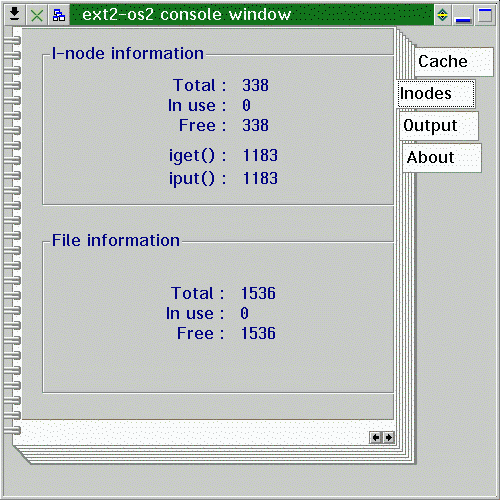 ext2-os2 console window
Cache
Inodes
Output
About
I-node information
Total : 338
In use : 0
Free : 338
iget() : 1183
iput() : 1183
File information
Total : 1536
In use : 0
Free : 1536